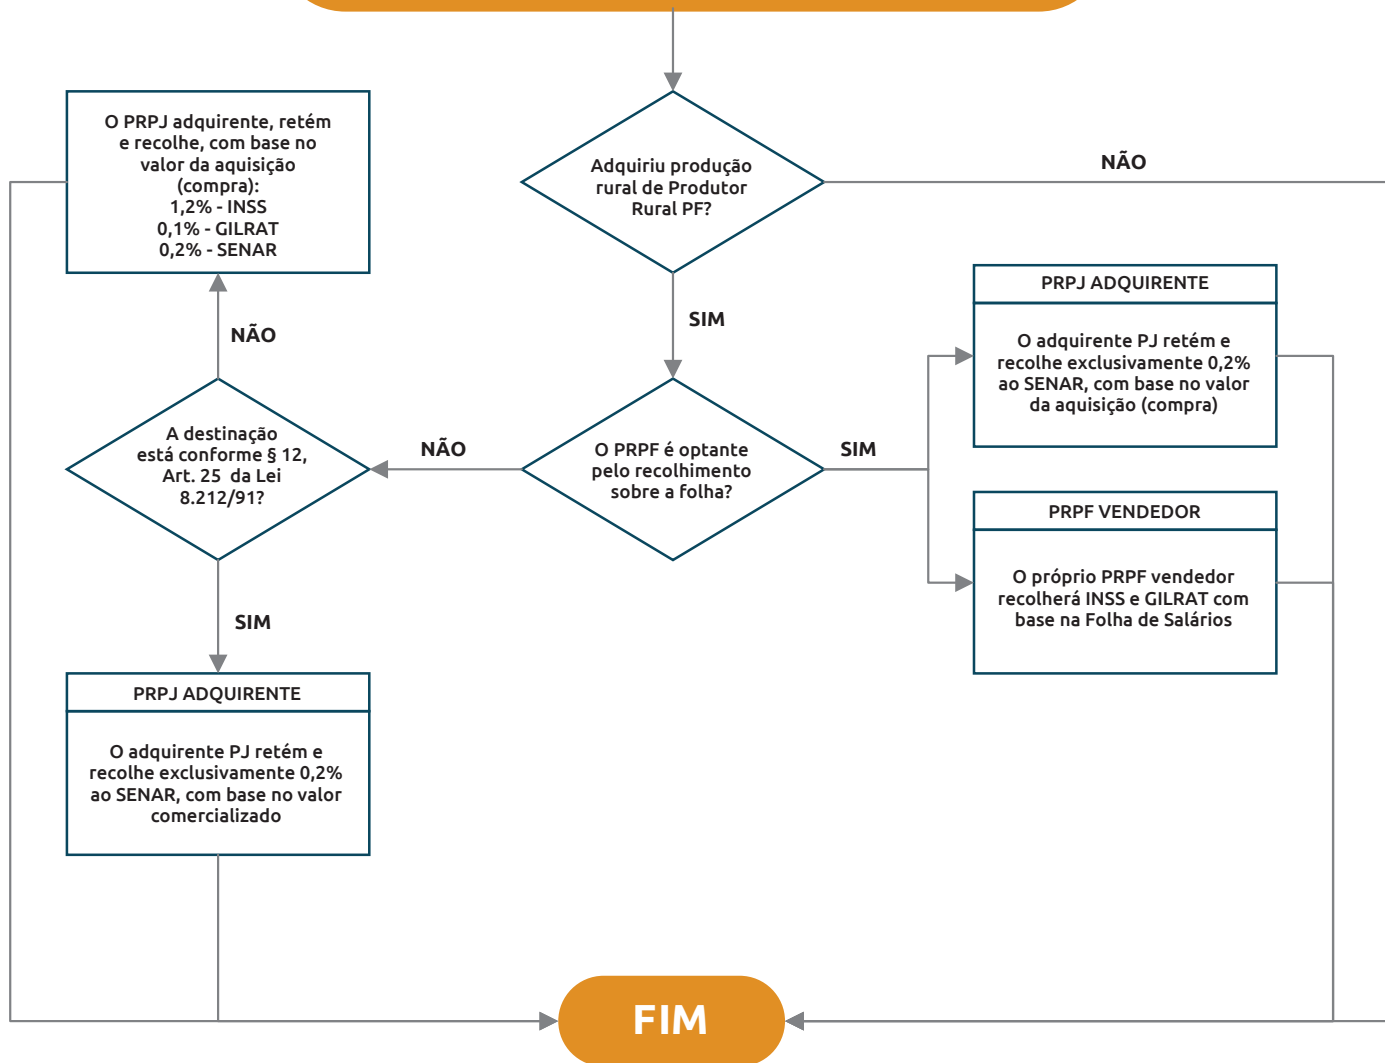 O PRPJ adquirente, retém
e recolhe, com base no
valor da aquisição
(compra):
1,2% - INSS
0,1% - GILRAT
0,2% - SENAR
Adquiriu produção
rural de Produtor
Rural PF?
NÃO
SIM
NÃO
PRPJ ADQUIRENTE
O adquirente PJ retém e
recolhe exclusivamente 0,2%
ao SENAR, com base no valor
da aquisição (compra)
A destinação
está conforme § 12,
Art. 25 da Lei
8.212/91?
NÃO
O PRPF é optante
pelo recolhimento
sobre a folha?
SIM
PRPF VENDEDOR
O próprio PRPF vendedor
recolherá INSS e GILRAT com
base na Folha de Salários
SIM
PRPJ ADQUIRENTE
O adquirente PJ retém e
recolhe exclusivamente 0,2%
ao SENAR, com base no valor
comercializado
FIM